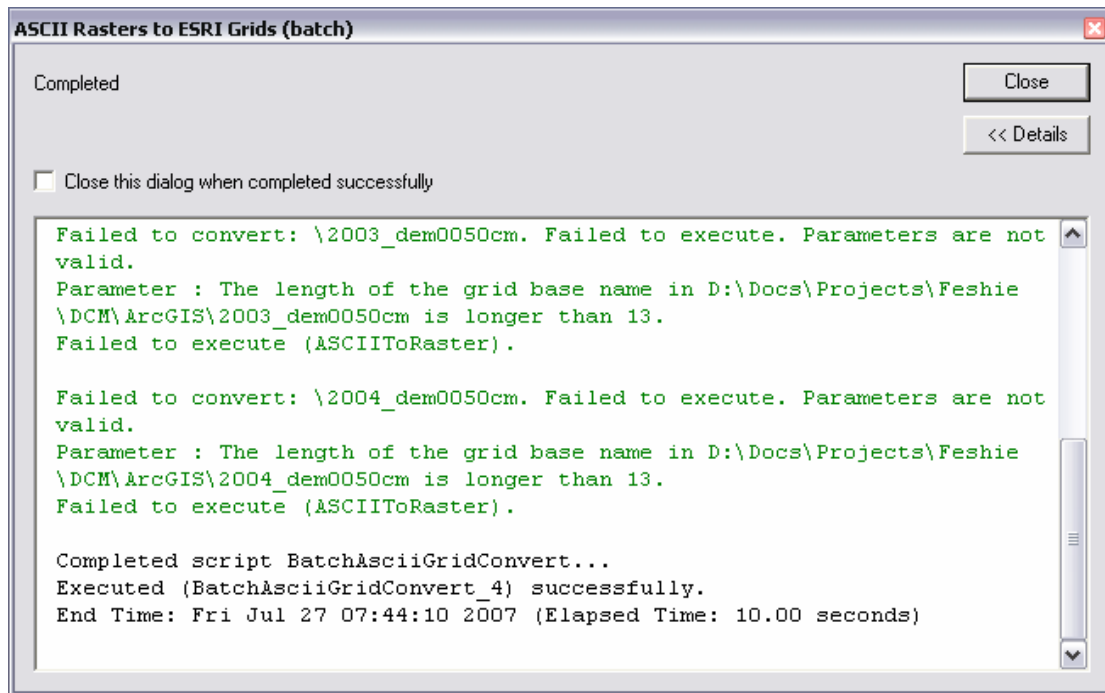 ASCII Rasters to ESRI Grids (batch)
Completed
Close
<< Details
Close this dialog when completed successfully
Failed to convert: \2003_dem0050cm. Failed to execute. Parameters are not
valid.
Parameter : The length of the grid base name in D:\Docs\Projects\Feshie
\DCM\ArcGIS\2003_dem0050cm is longer than 13.
Failed to execute (ASCIIToRaster).
Failed to convert: \2004_dem0050cm. Failed to execute. Parameters are not
valid.
Parameter : The length of the grid base name in D:\Docs\Projects\Feshie
\DCM\ArcGIS\2004_dem0050cm is longer than 13.
Failed to execute (ASCIIToRaster).
Completed script BatchAsciiGridConvert...
Executed (BatchAsciiGridConvert_4) successfully.
End Time: Fri Jul 27 07:44:10 2007 (Elapsed Time: 10.00 seconds)